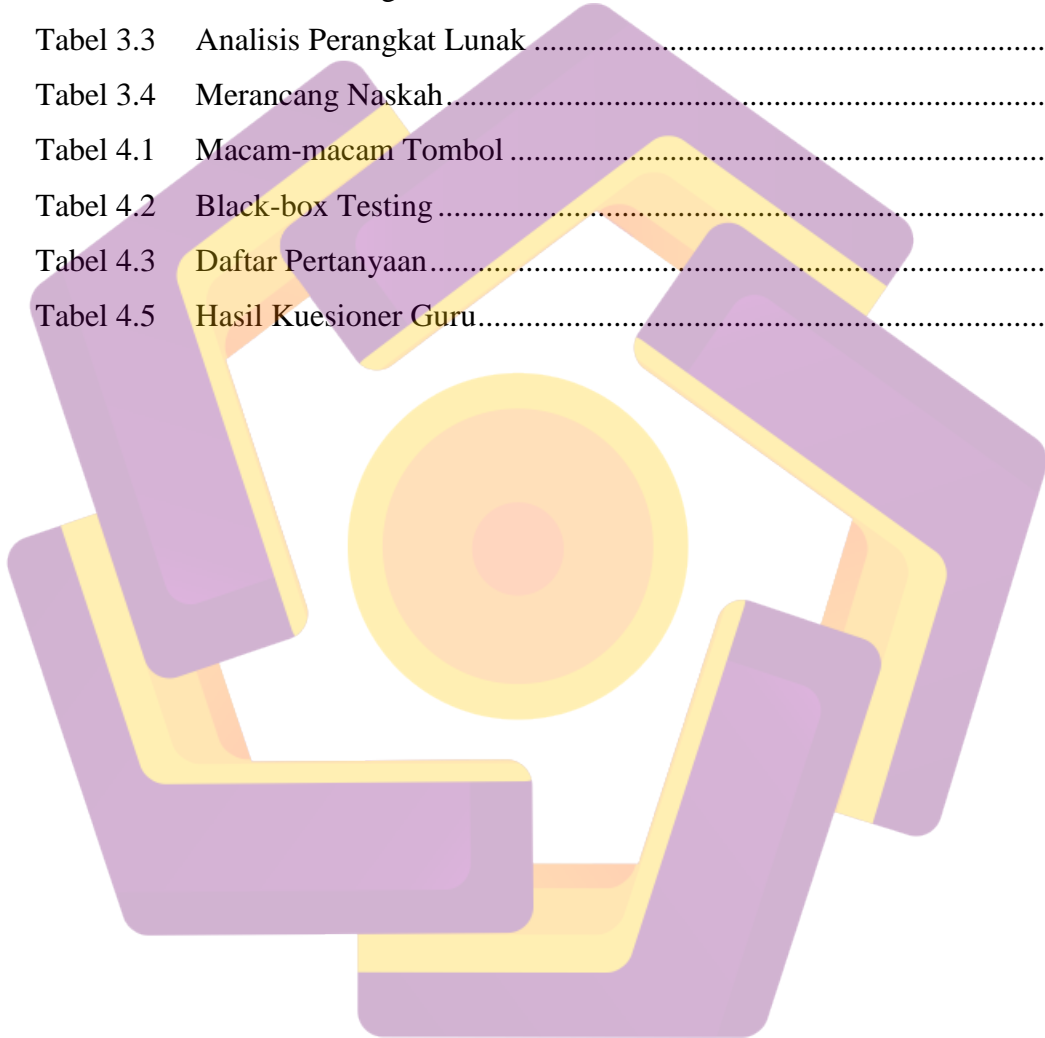 Tabel 3.3 Analisis Perangkat Lunak ................................................................
Tabel 3.4 Merancang Naskah................................................................
Tabel 4.1 Macam-macam Tombol ................................................................
Tabel 4.2 Black-box Testing ................................................................
Tabel 4.3 Daftar Pertanyaan................................................................
Tabel 4.5 Hasil Kuesioner Guru................................................................